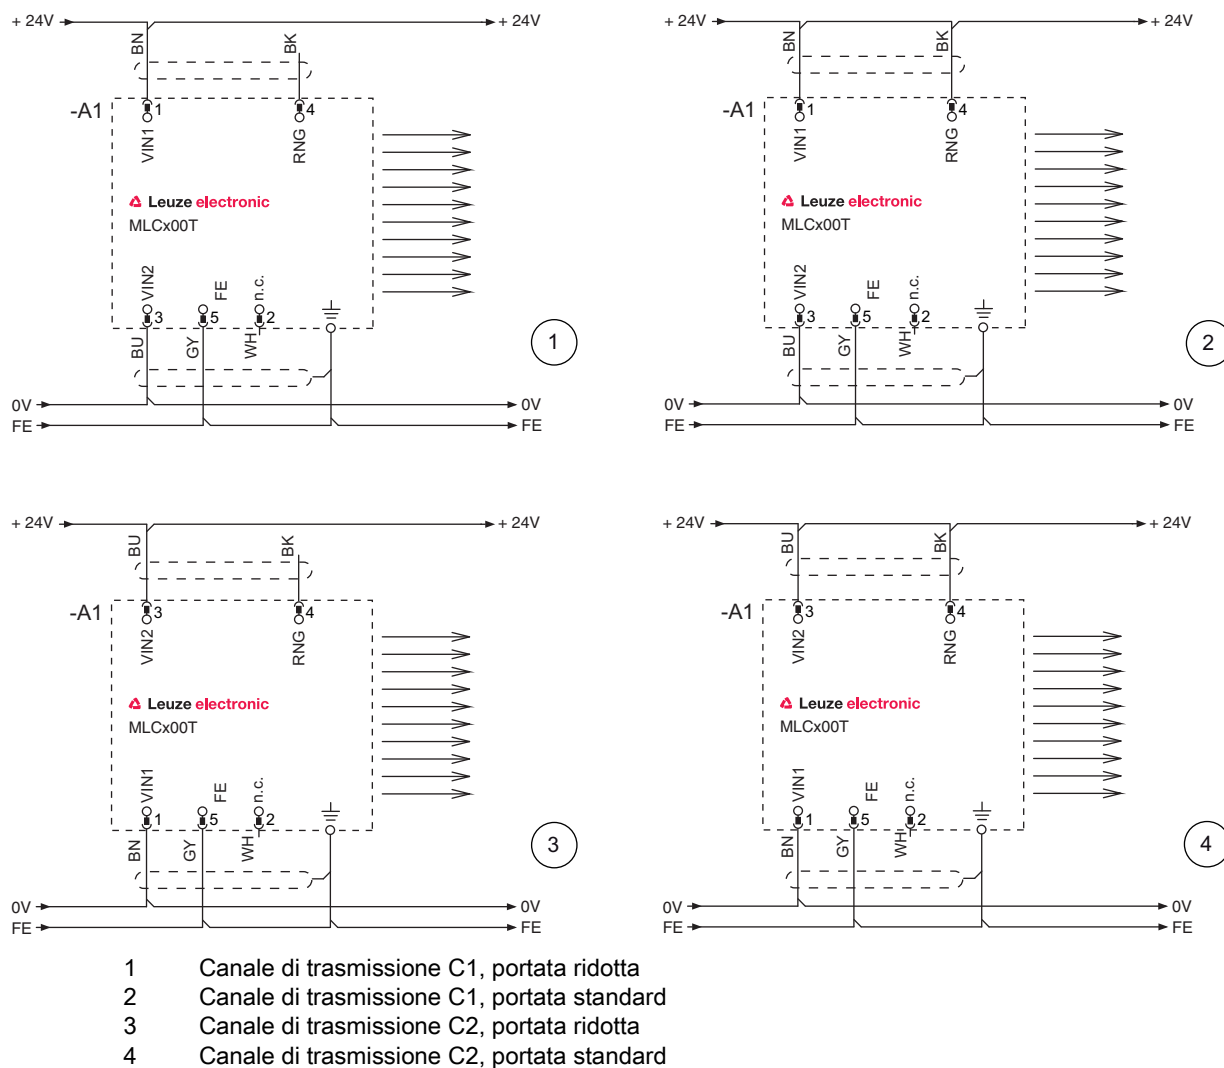 + 24V
+ 24V
BN
BK
-A1
1
4
VIN1
RNG
Leuze electronic
MLCx00T
VIN2
FE
n.c.
3
5
2
BU
GY
WH
1
0V
0V
FE
FE
+ 24V
+ 24V
BN
BK
-A1
1
4
VIN1
RNG
Leuze electronic
MLCx00T
VIN2
FE
n.c.
3
5
2
BU
GY
WH
2
0V
0V
FE
FE
+ 24V
+ 24V
BU
BK
-A1
3
4
VIN2
RNG
Leuze electronic
MLCx00T
VIN1
FE
n.c.
1
5
2
BN
GY
WH
3
0V
0V
FE
FE
+ 24V
+ 24V
BU
BK
-A1
3
4
VIN2
RNG
Leuze electronic
MLCx00T
VIN1
FE
n.c.
1
5
2
BN
GY
WH
4
0V
0V
FE
FE
1 Canale di trasmissione C1, portata ridotta
2 Canale di trasmissione C1, portata standard
3 Canale di trasmissione C2, portata ridotta
4 Canale di trasmissione C2, portata standard